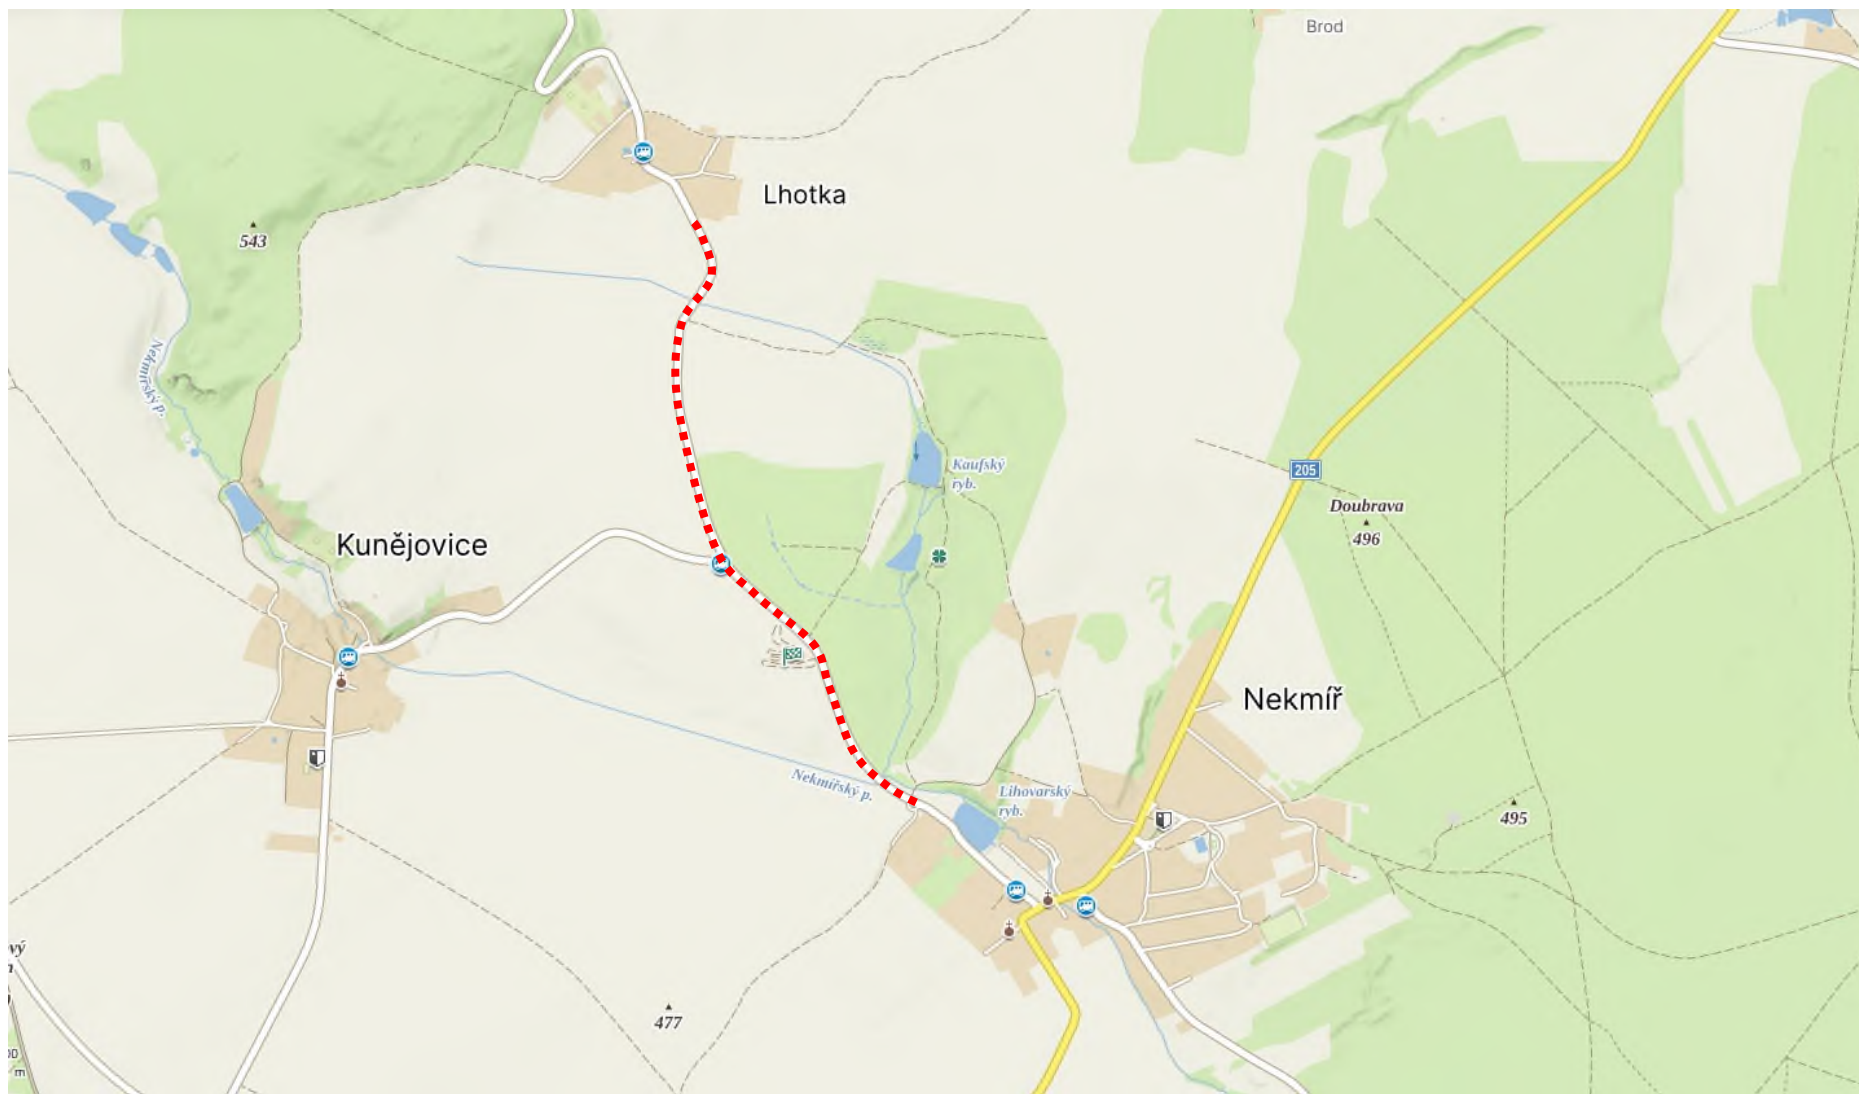 Brod
Lhotka
543
Nekmířský p.
Kaufský
ryb.
205
Doubrava
496
Kunějovice
Nekmíř
Nekmířský p.
Lihovarský
ryb.
495
477
m